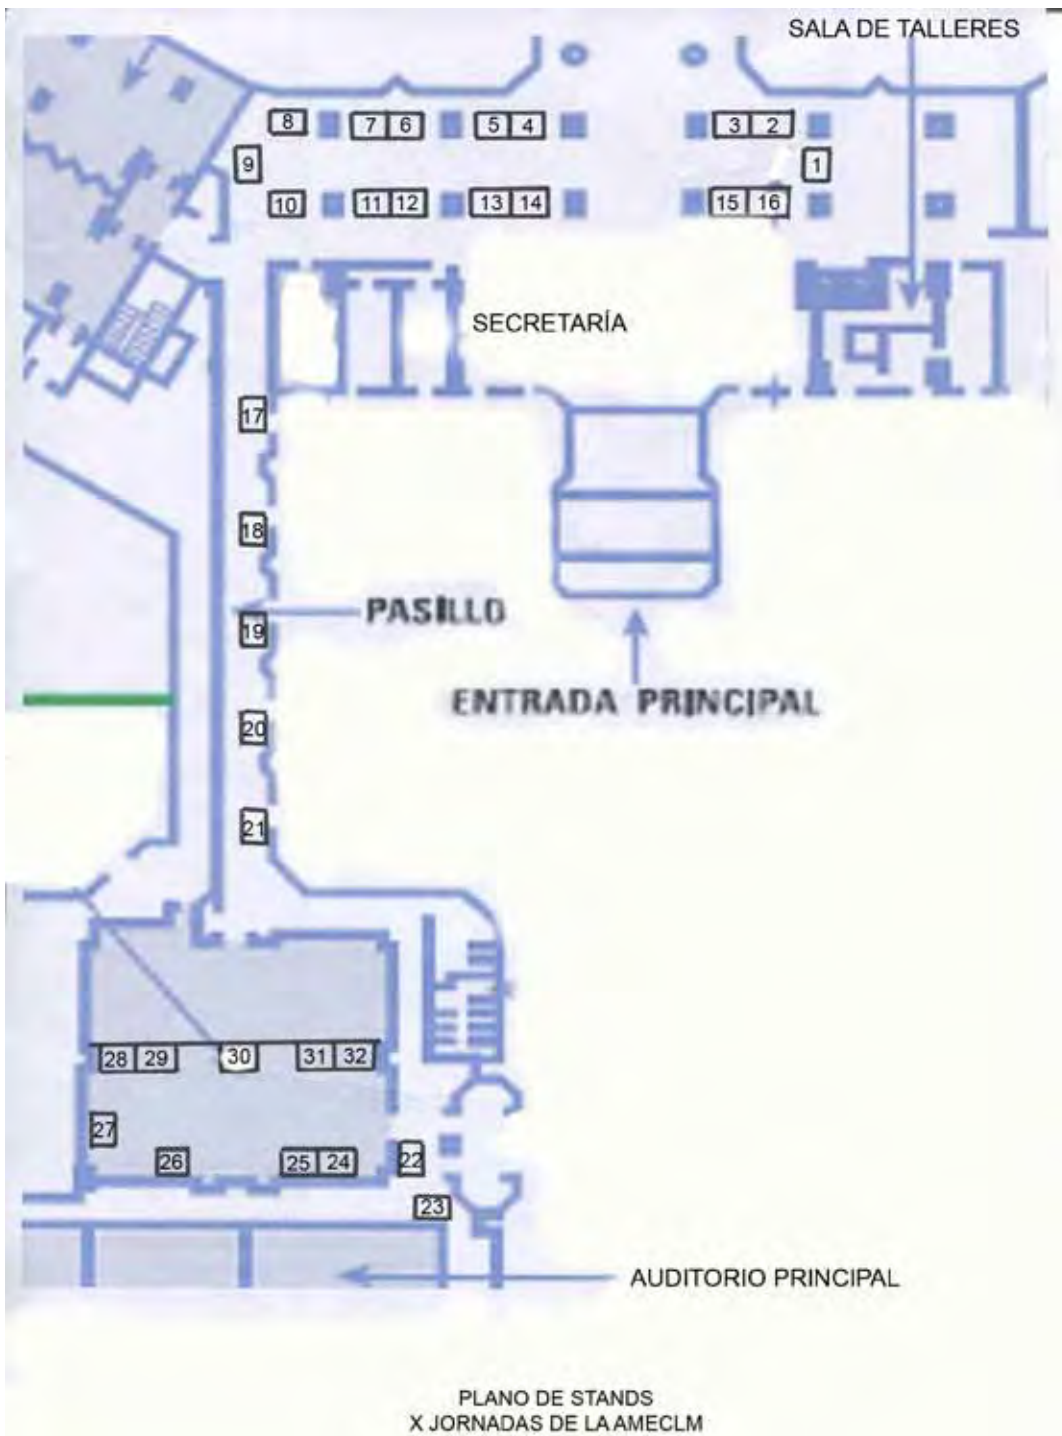 SALA DE TALLERES
8 7 6 5 4 3 2
9 1
10 11 12 13 14 15 16
SECRETARÍA
17
18
PASILLO
19
ENTRADA PRINCIPAL
20
21
28 29 30 31 32
27
26 25 24 22
23
AUDITORIO PRINCIPAL
PLANO DE STANDS
X JORNADAS DE LA AMECLM